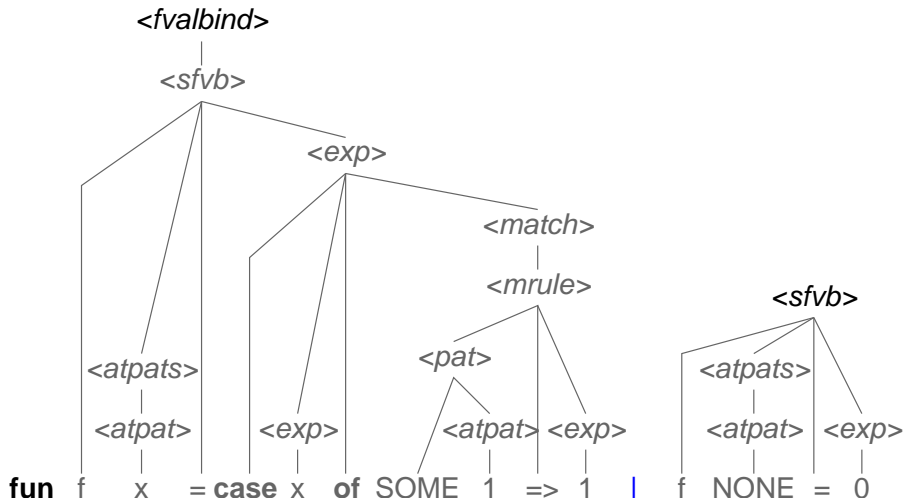 <fvalbind>
<sfvb>
<exp>
<match>
<mrule> <sfvb>
<pat>
<atpats> <atpats>
<atpat> <exp> <atpat> <exp> <atpat> <exp>
fun f x = case x of SOME 1 => 1 | f NONE = 0